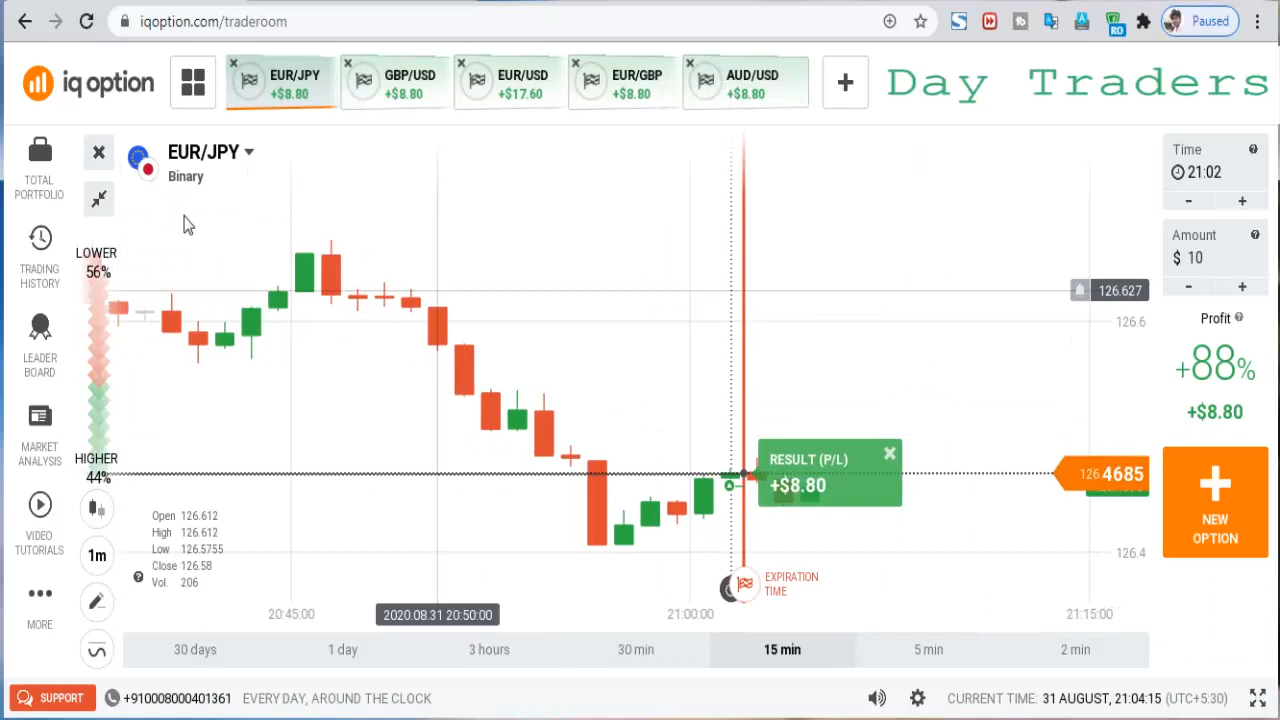 iqoption.com/traderoom
Paused
iq option
EUR/JPY
+$8.80
GBP/USD
+$8.80
EUR/USD
+$17.60
EUR/GBP
+$8.80
AUD/USD
+$8.80
Day Traders
TOTAL
PORTFOLIO
TRADING
HISTORY
LEADER
BOARD
MARKET
ANALYSIS
VIDEO
TUTORIALS
MORE
EUR/JPY
Binary
LOWER
56%
HIGHER
44%
1m
Open 126.612
High 126.612
Low 126.5755
Close 126.58
Vol. 206
126.627
126.6
126.4685
126.4
RESULT (P/L)
+$8.80
EXPIRATION
TIME
20:45:00
2020.08.31 20:50:00
21:00:00
21:15:00
30 days
1 day
3 hours
30 min
15 min
5 min
2 min
Time
21:02
- +
Amount
$ 10
- +
Profit
+88%
+$8.80
NEW
OPTION
SUPPORT
+910008000401361 EVERY DAY, AROUND THE CLOCK
CURRENT TIME: 31 AUGUST, 21:04:15 (UTC+5:30)